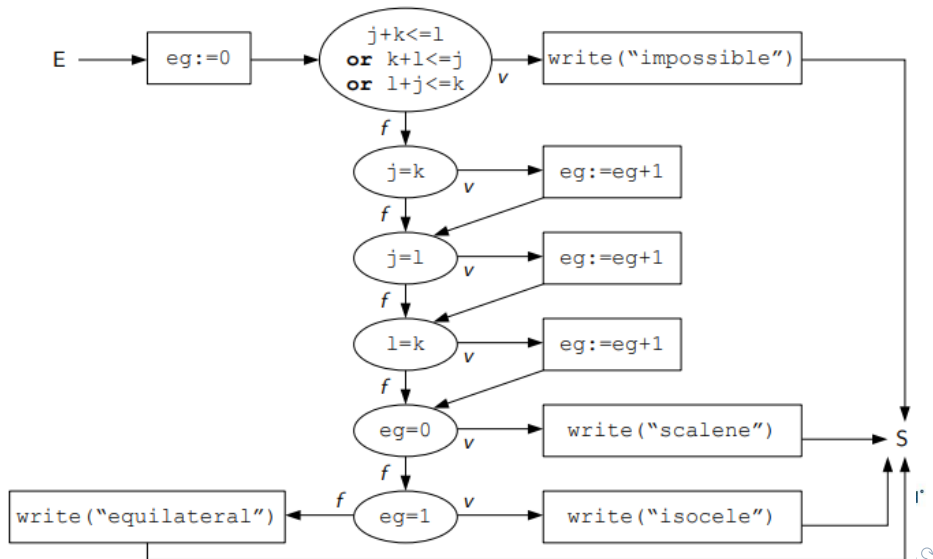 E
eg:=0
j+k<=l
or k+l<=j
or l+j<=k
v
write("impossible")
f
j=k
v
eg:=eg+1
f
j=l
v
eg:=eg+1
f
l=k
v
eg:=eg+1
f
eg=0
v
write("scalene")
S
f
write("equilateral")
f
eg=1
v
write("isocele")